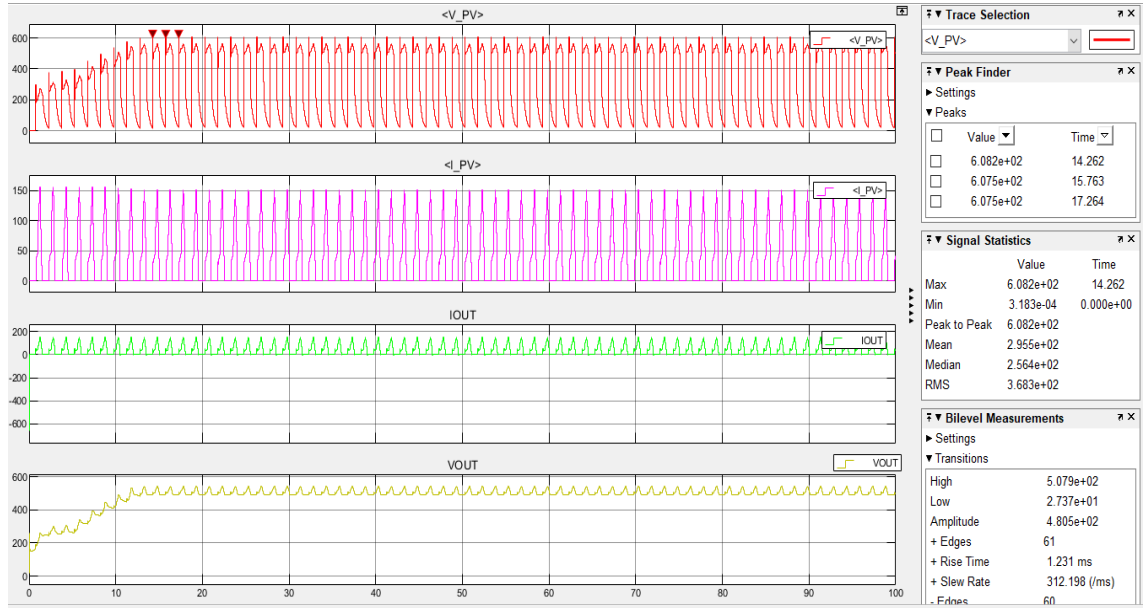 <V_PV>
600
400
200
0
<V_PV>
<I_PV>
150
100
50
0
<I_PV>
IOUT
200
0
-200
-400
-600
IOUT
VOUT
600
400
200
0
VOUT
0 10 20 30 40 50 60 70 80 90 100
Trace Selection
<V_PV>
Peak Finder
Settings
Peaks
Value Time
6.082e+02 14.262
6.075e+02 15.763
6.075e+02 17.264
Signal Statistics
Value Time
Max 6.082e+02 14.262
Min 3.183e-04 0.000e+00
Peak to Peak 6.082e+02
Mean 2.955e+02
Median 2.564e+02
RMS 3.683e+02
Bilevel Measurements
Settings
Transitions
High 5.079e+02
Low 2.737e+01
Amplitude 4.805e+02
+ Edges 61
+ Rise Time 1.231 ms
+ Slew Rate 312.198 (/ms)
- Edges 60